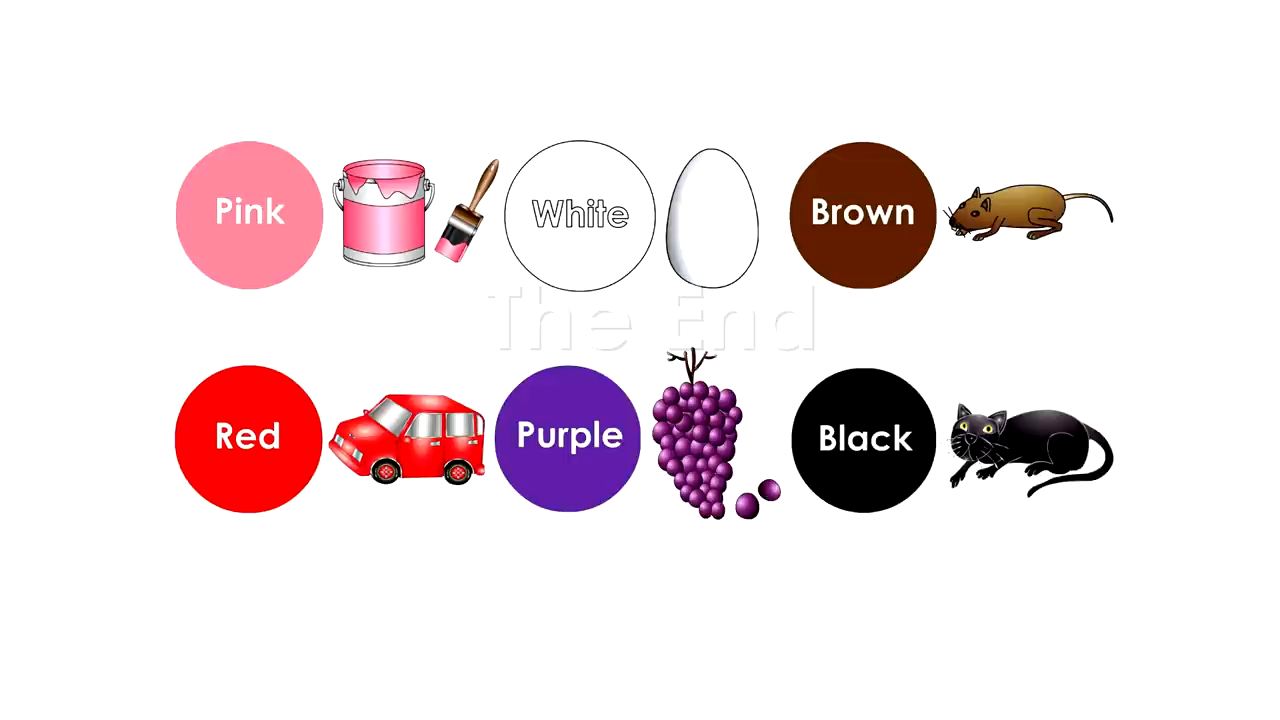 Pink
White
Brown
The End
Red
Purple
Black